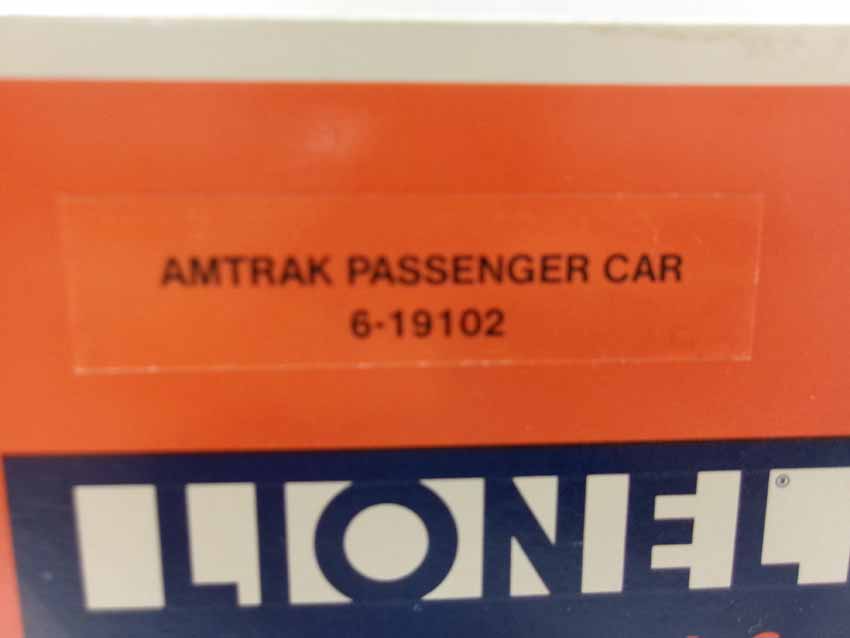 AMTRAK PASSENGER CAR
6-19102
LIONEL®